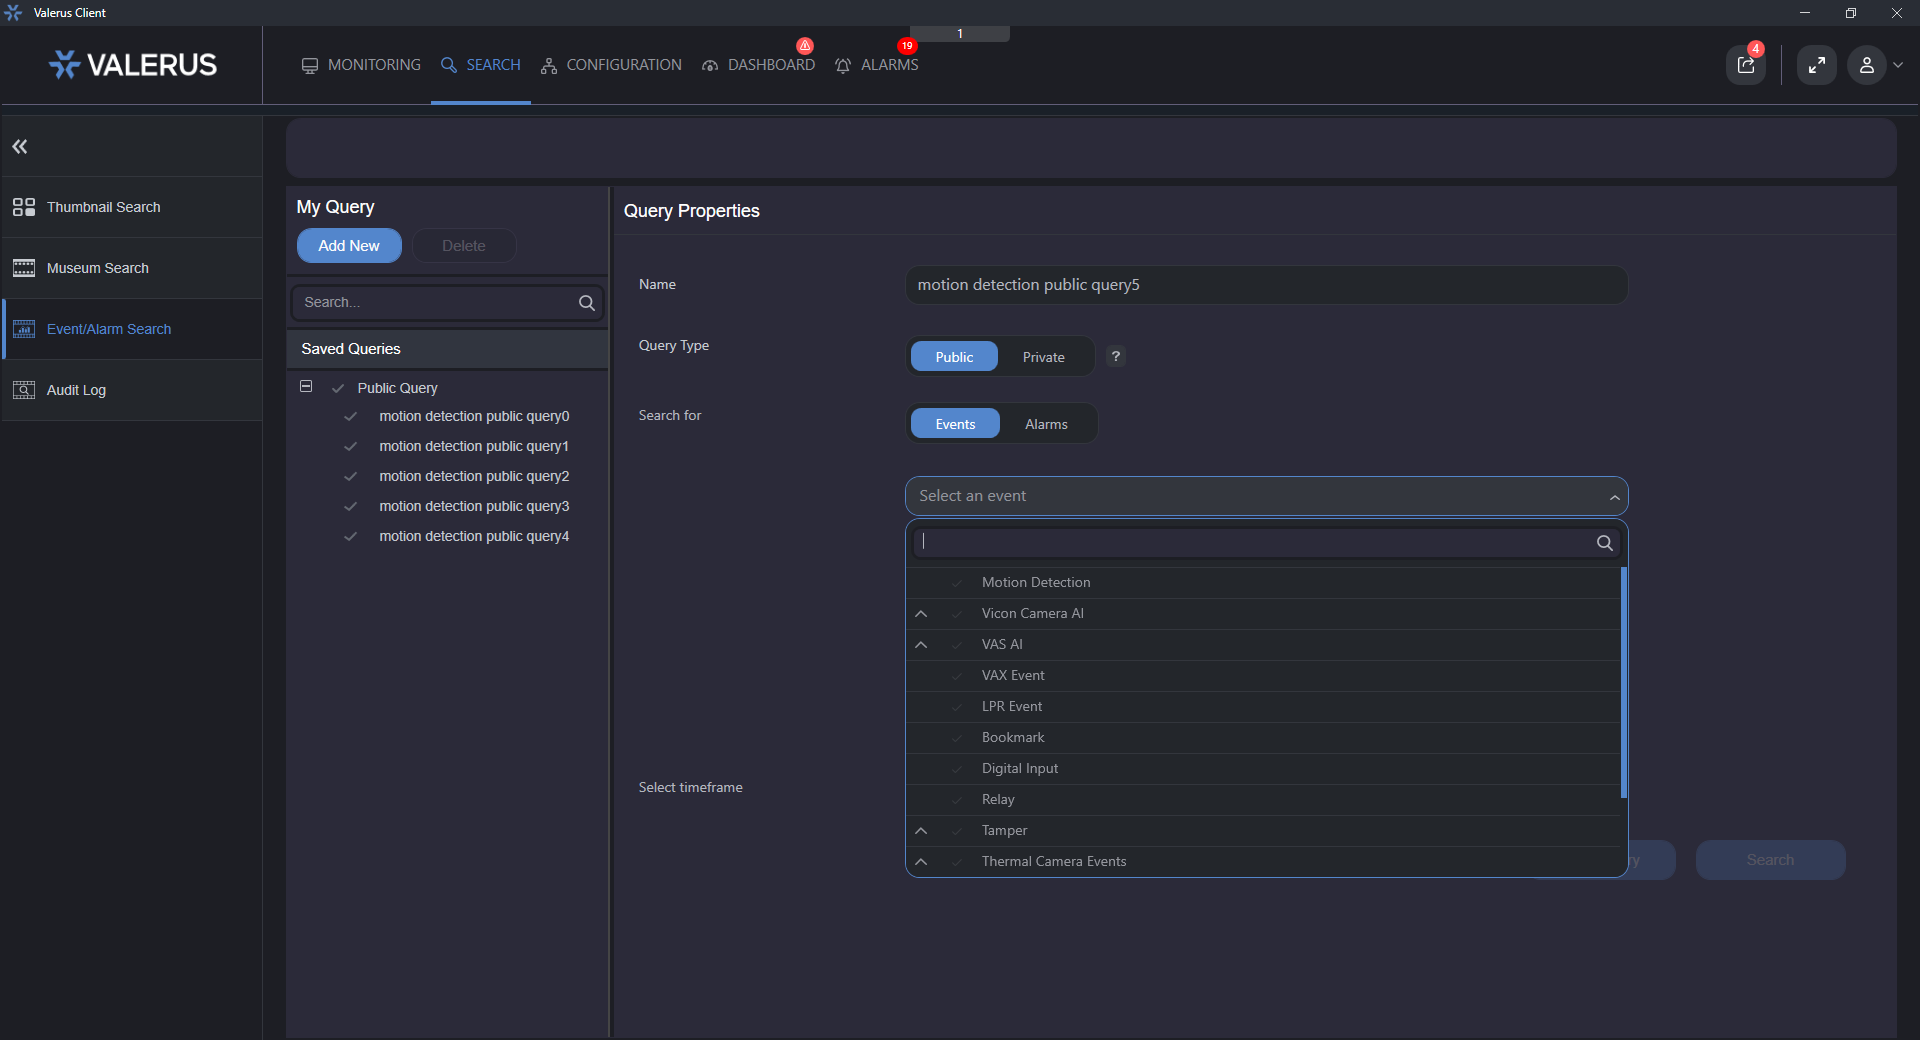 Valerus Client
1
VALERUS
MONITORING
SEARCH
CONFIGURATION
DASHBOARD
19
ALARMS
4
Thumbnail Search
Museum Search
Event/Alarm Search
Audit Log
My Query
Add New
Delete
Search...
Saved Queries
Public Query
motion detection public query0
motion detection public query1
motion detection public query2
motion detection public query3
motion detection public query4
Query Properties
Name
motion detection public query5
Query Type
Public
Private
?
Search for
Events
Alarms
Select an event
Motion Detection
Vicon Camera AI
VAS AI
VAX Event
LPR Event
Bookmark
Digital Input
Relay
Tamper
Thermal Camera Events
Select timeframe
Search